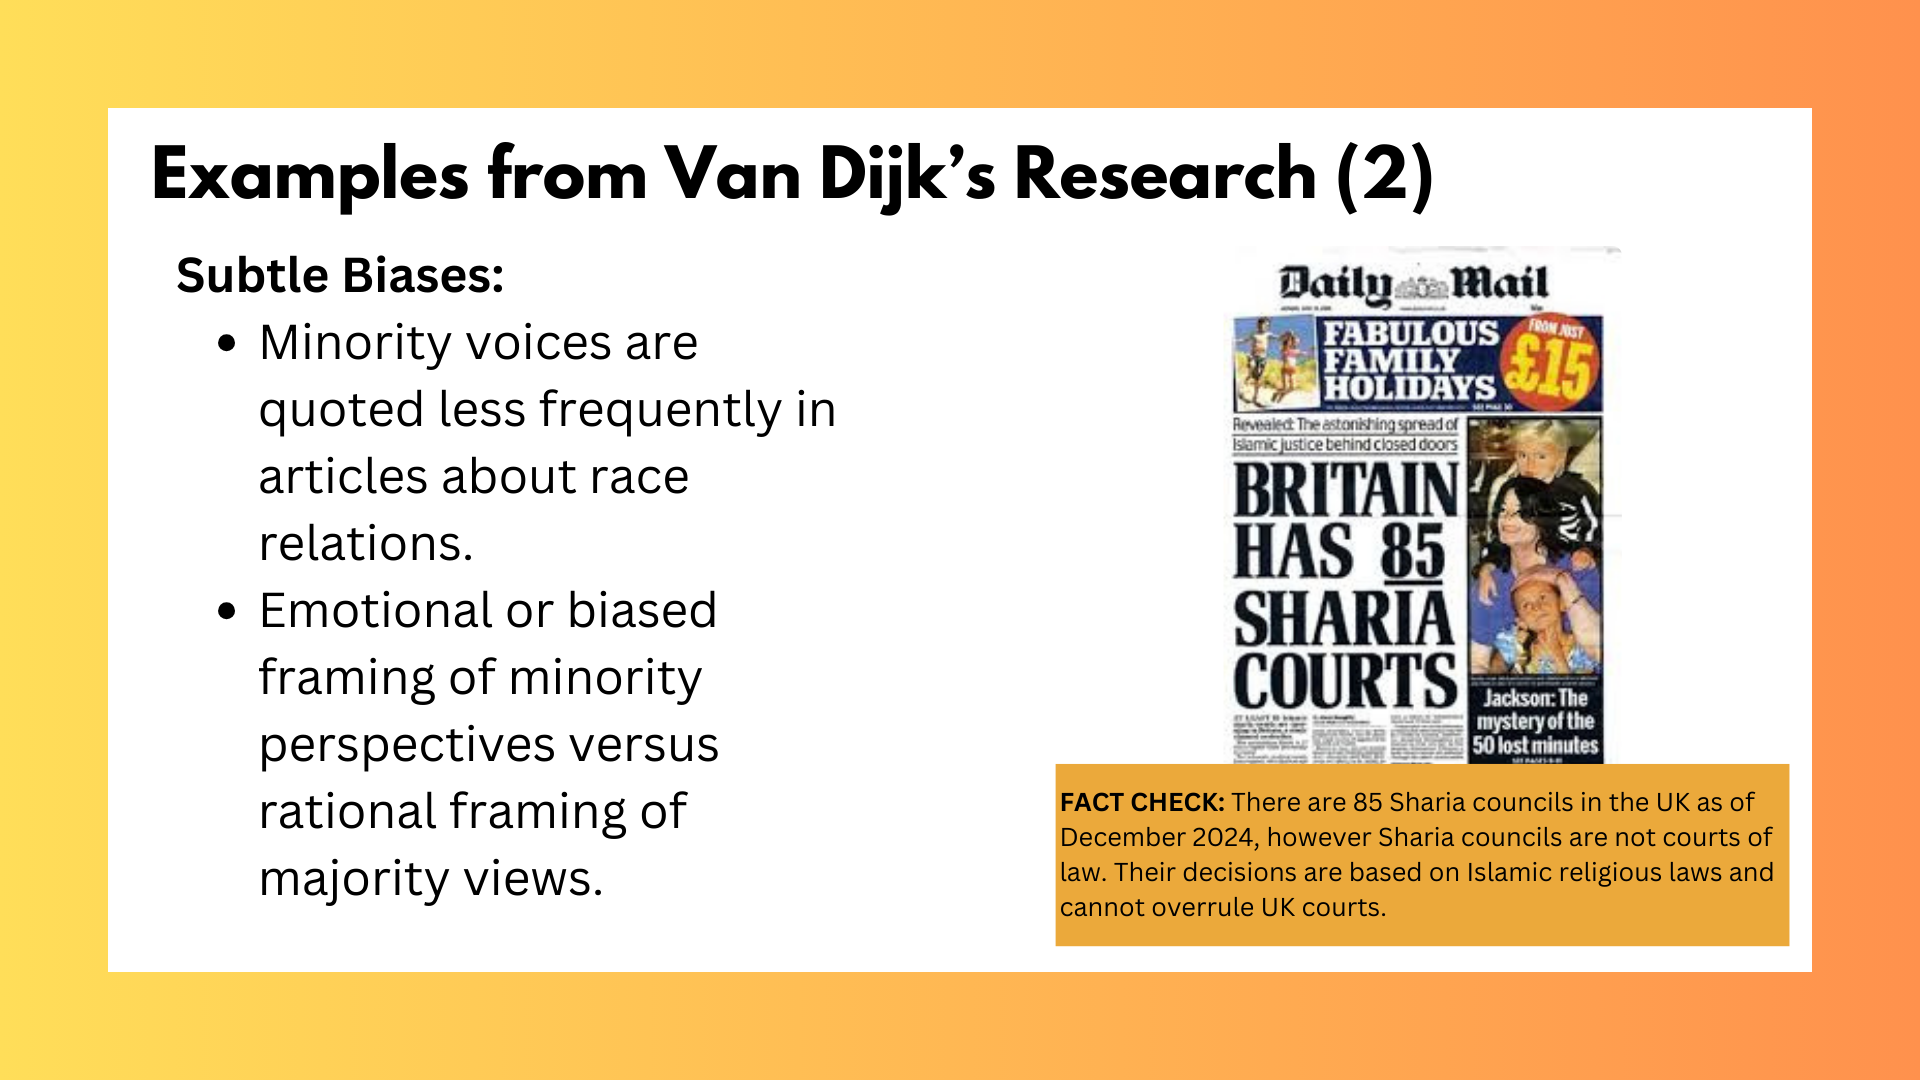 Examples from Van Dijk’s Research (2)
Subtle Biases:
• Minority voices are
quoted less frequently in
articles about race
relations.
• Emotional or biased
framing of minority
perspectives versus
rational framing of
majority views.
Daily Mail
FABULOUS
FAMILY
HOLIDAYS
FROM JUST
£15
Revealed: The astonishing spread of
Islamic justice behind closed doors
BRITAIN
HAS 85
SHARIA
COURTS
Jackson: The
mystery of the
50 lost minutes
FACT CHECK: There are 85 Sharia councils in the UK as of
December 2024, however Sharia councils are not courts of
law. Their decisions are based on Islamic religious laws and
cannot overrule UK courts.